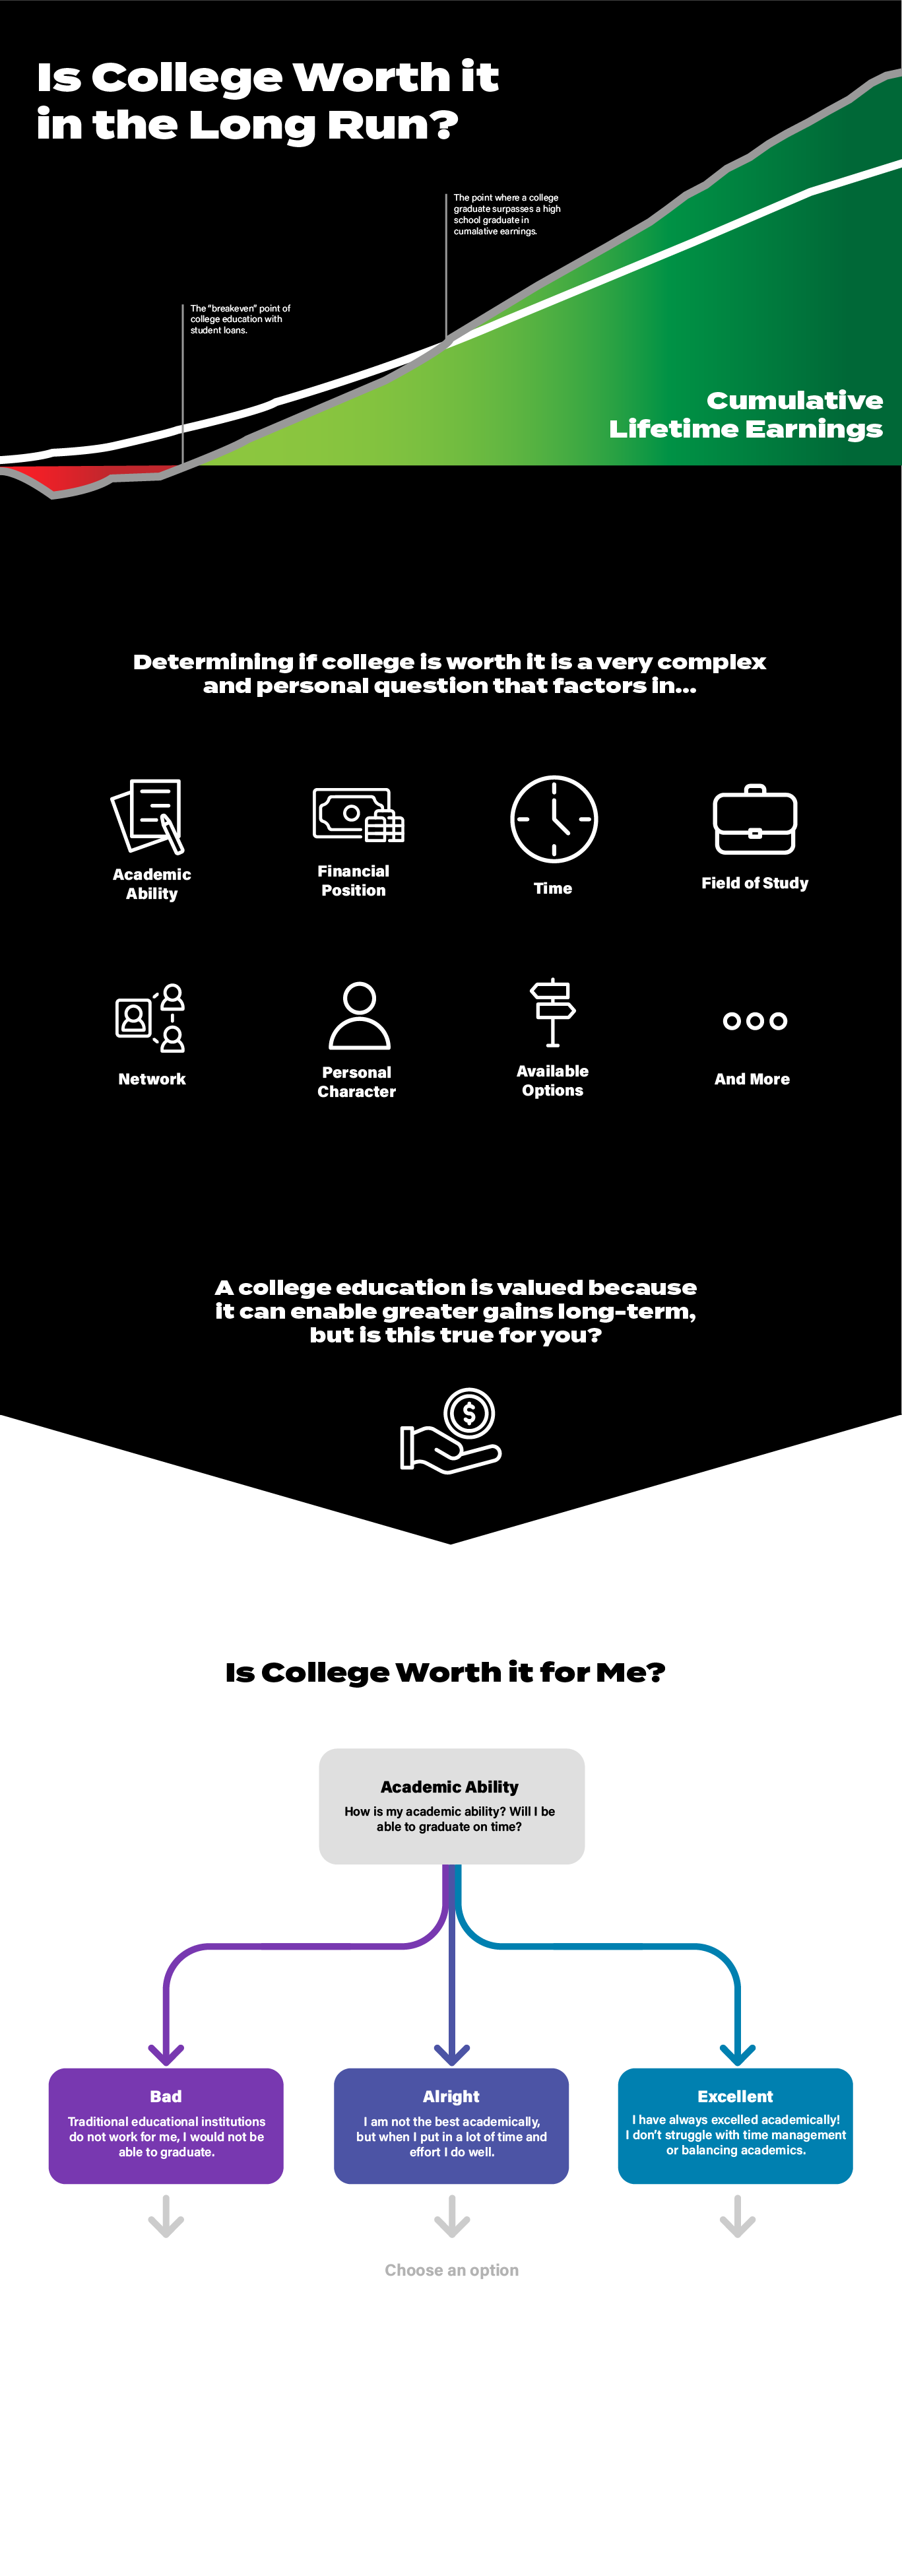 Is College Worth it
in the Long Run?
The point where a college
graduate surpasses a high
school graduate in
cumalative earnings.
The "breakeven" point of
college education with
student loans.
Cumulative
Lifetime Earnings
Determining if college is worth it is a very complex
and personal question that factors in...
Academic
Ability
Financial
Position
Time
Field of Study
Network
Personal
Character
Available
Options
And More
A college education is valued because
it can enable greater gains long-term,
but is this true for you?
$
Is College Worth it for Me?
Academic Ability
How is my academic ability? Will I be
able to graduate on time?
Bad
Traditional educational institutions
do not work for me, I would not be
able to graduate.
Alright
I am not the best academically,
but when I put in a lot of time and
effort I do well.
Excellent
I have always excelled academically!
I don't struggle with time management
or balancing academics.
Choose an option